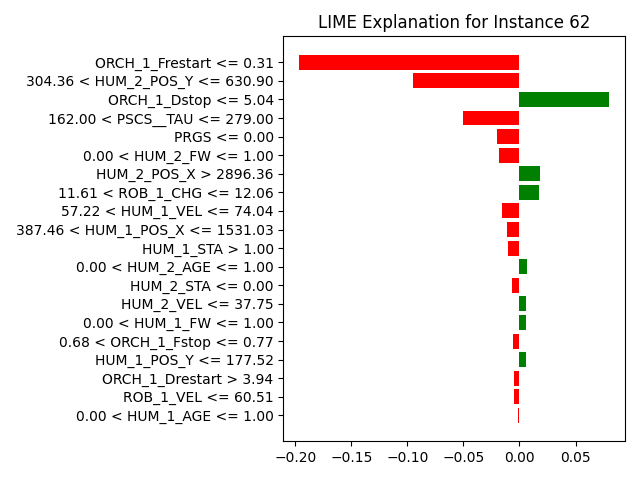 LIME Explanation for Instance 62
ORCH_1_Frestart <= 0.31
304.36 < HUM_2_POS_Y <= 630.90
ORCH_1_Dstop <= 5.04
162.00 < PSCS__TAU <= 279.00
PRGS <= 0.00
0.00 < HUM_2_FW <= 1.00
HUM_2_POS_X > 2896.36
11.61 < ROB_1_CHG <= 12.06
57.22 < HUM_1_VEL <= 74.04
387.46 < HUM_1_POS_X <= 1531.03
HUM_1_STA > 1.00
0.00 < HUM_2_AGE <= 1.00
HUM_2_STA <= 0.00
HUM_2_VEL <= 37.75
0.00 < HUM_1_FW <= 1.00
0.68 < ORCH_1_Fstop <= 0.77
HUM_1_POS_Y <= 177.52
ORCH_1_Drestart > 3.94
ROB_1_VEL <= 60.51
0.00 < HUM_1_AGE <= 1.00
−0.20 −0.15 −0.10 −0.05 0.00 0.05